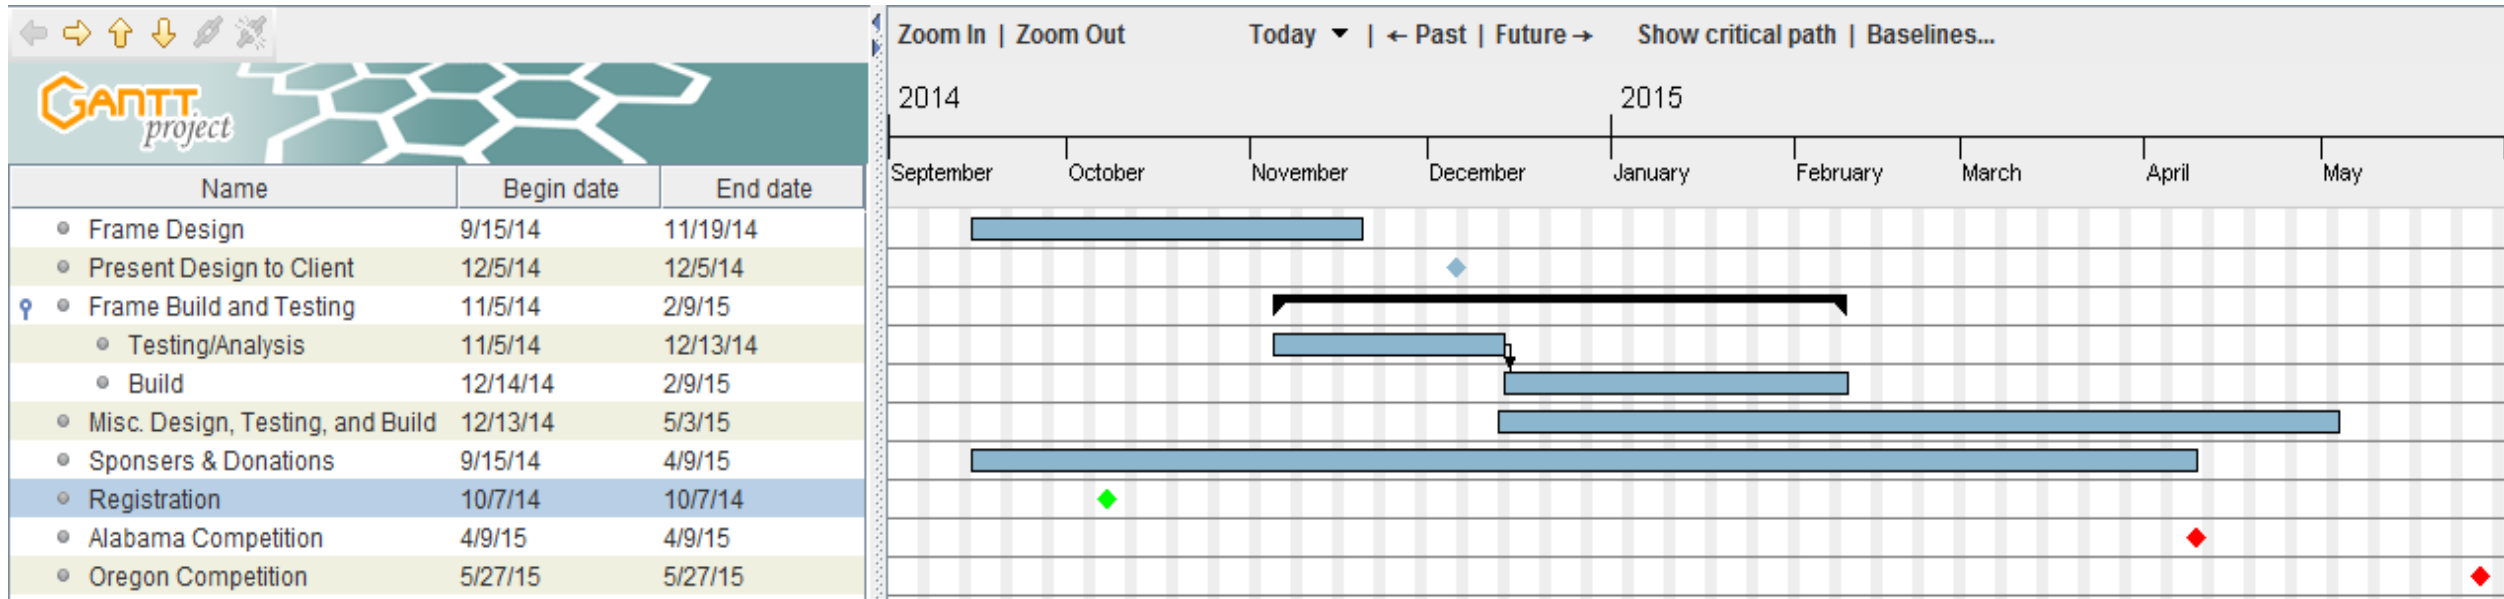 Zoom In | Zoom Out Today ▼ | ← Past | Future → Show critical path | Baselines...
GANTT
project
2014 2015
September October November December January February March April May
Name Begin date End date
Frame Design 9/15/14 11/19/14
Present Design to Client 12/5/14 12/5/14
Frame Build and Testing 11/5/14 2/9/15
Testing/Analysis 11/5/14 12/13/14
Build 12/14/14 2/9/15
Misc. Design, Testing, and Build 12/13/14 5/3/15
Sponsers & Donations 9/15/14 4/9/15
Registration 10/7/14 10/7/14
Alabama Competition 4/9/15 4/9/15
Oregon Competition 5/27/15 5/27/15